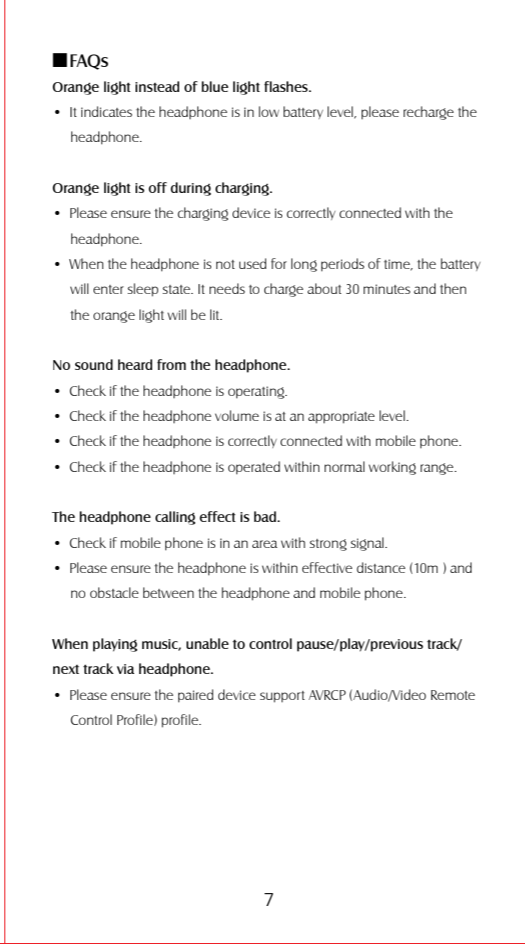 ■FAQs
Orange light instead of blue light flashes.
• It indicates the headphone is in low battery level, please recharge the
headphone.
Orange light is off during charging.
• Please ensure the charging device is correctly connected with the
headphone.
• When the headphone is not used for long periods of time, the battery
will enter sleep state. It needs to charge about 30 minutes and then
the orange light will be lit.
No sound heard from the headphone.
• Check if the headphone is operating.
• Check if the headphone volume is at an appropriate level.
• Check if the headphone is correctly connected with mobile phone.
• Check if the headphone is operated within normal working range.
The headphone calling effect is bad.
• Check if mobile phone is in an area with strong signal.
• Please ensure the headphone is within effective distance (10m ) and
no obstacle between the headphone and mobile phone.
When playing music, unable to control pause/play/previous track/
next track via headphone.
• Please ensure the paired device support AVRCP (Audio/Video Remote
Control Profile) profile.
7